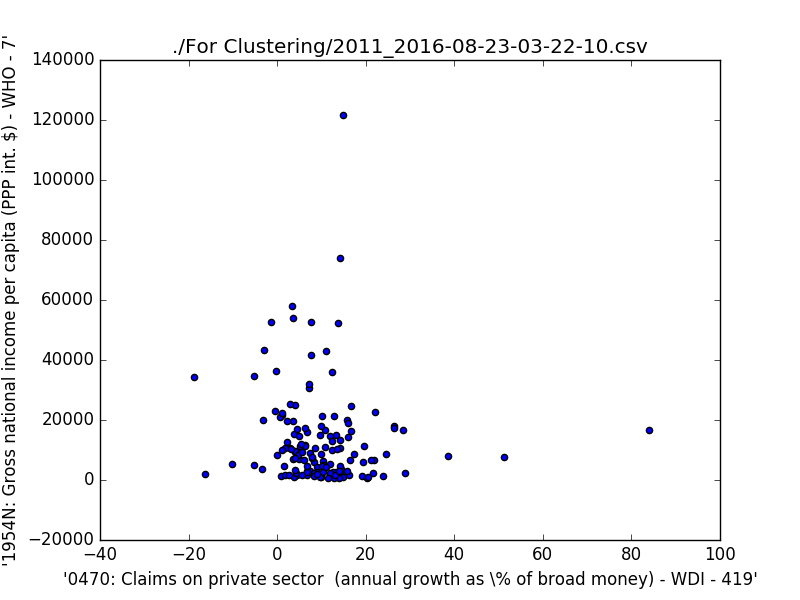 ./For Clustering/2011_2016-08-23-03-22-10.csv
'1954N: Gross national income per capita (PPP int. $) - WHO - 7'
140000
120000
100000
80000
60000
40000
20000
0
−20000
−40 −20 0 20 40 60 80 100
'0470: Claims on private sector  (annual growth as \% of broad money) - WDI - 419'